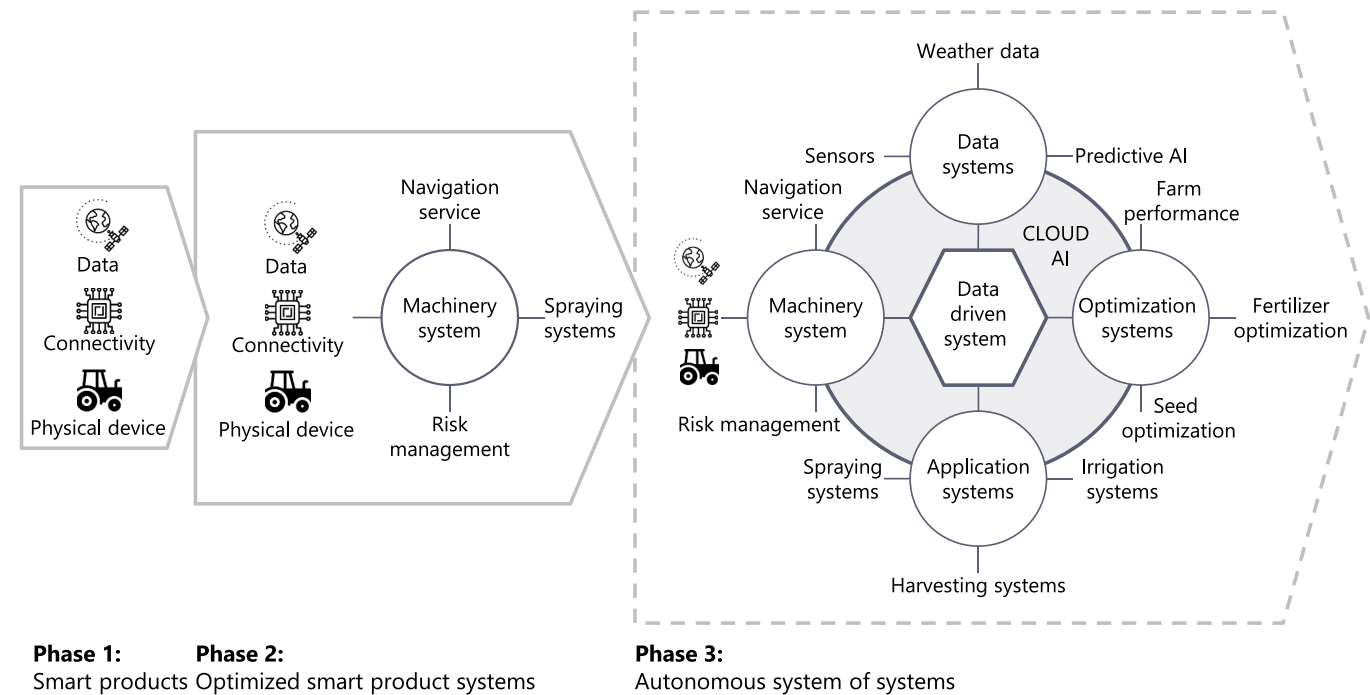 Data
Connectivity
Physical device
Data
Connectivity
Physical device
Navigation
service
Machinery
system
Spraying
systems
Risk
management
Weather data
Sensors
Data
systems
Predictive AI
Navigation
service
Farm
performance
CLOUD
AI
Machinery
system
Data
driven
system
Optimization
systems
Fertilizer
optimization
Risk management
Seed
optimization
Spraying
systems
Application
systems
Irrigation
systems
Harvesting systems
Phase 1:
Smart products
Phase 2:
Optimized smart product systems
Phase 3:
Autonomous system of systems